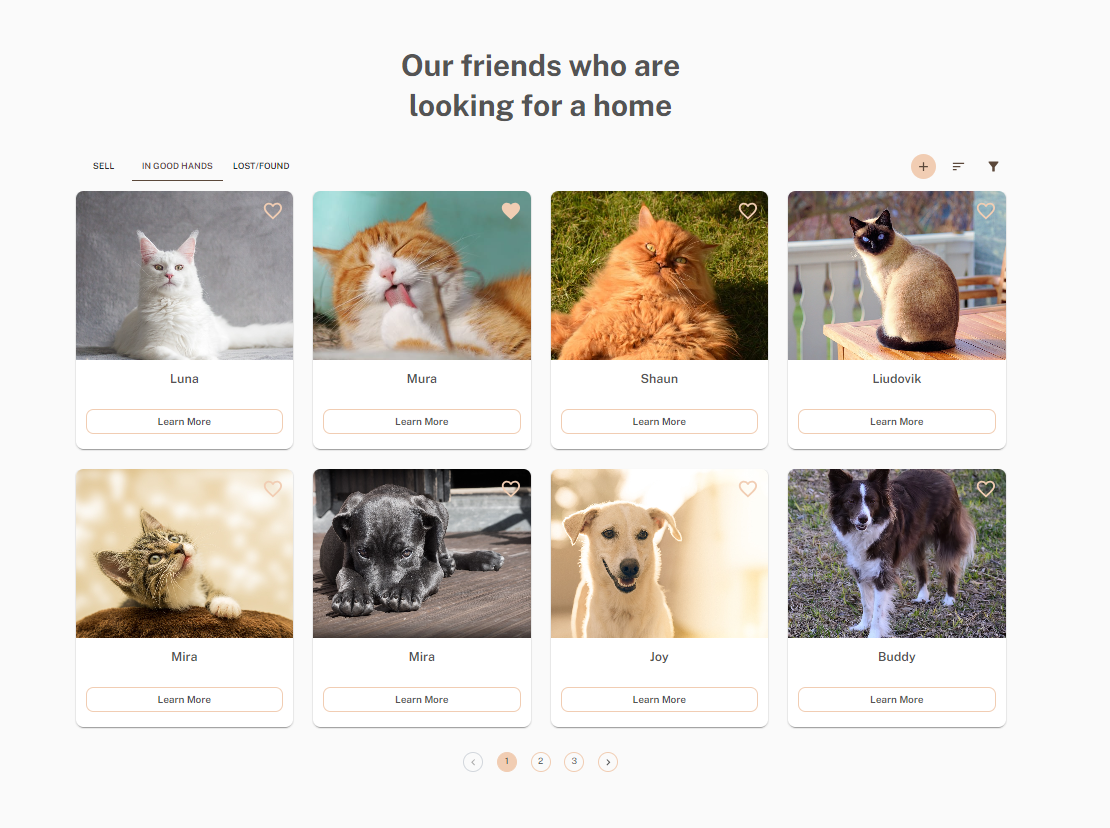 Our friends who are
looking for a home
SELL
IN GOOD HANDS
LOST/FOUND
Luna
Mura
Shaun
Liudovik
Learn More
Learn More
Learn More
Learn More
Mira
Mira
Joy
Buddy
Learn More
Learn More
Learn More
Learn More
1
2
3